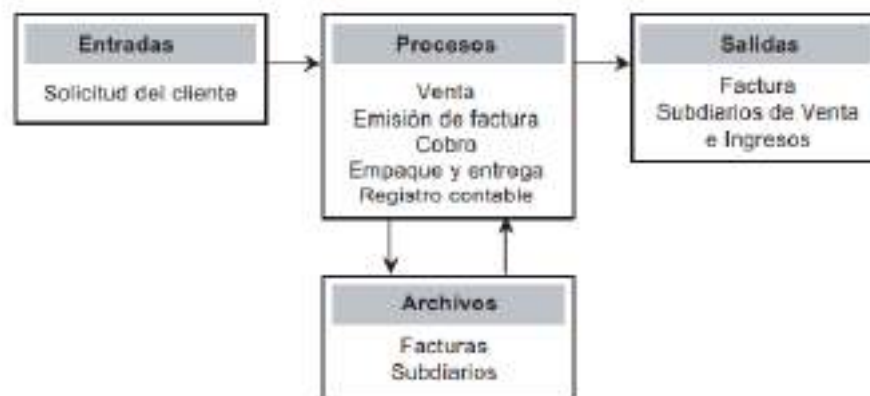 Entradas
Solicitud del cliente
Procesos
Venta
Emisión de factura
Cobro
Empaque y entrega
Registro contable
Salidas
Factura
Subdiarios de Venta
e Ingresos
Archivos
Facturas
Subdiarios